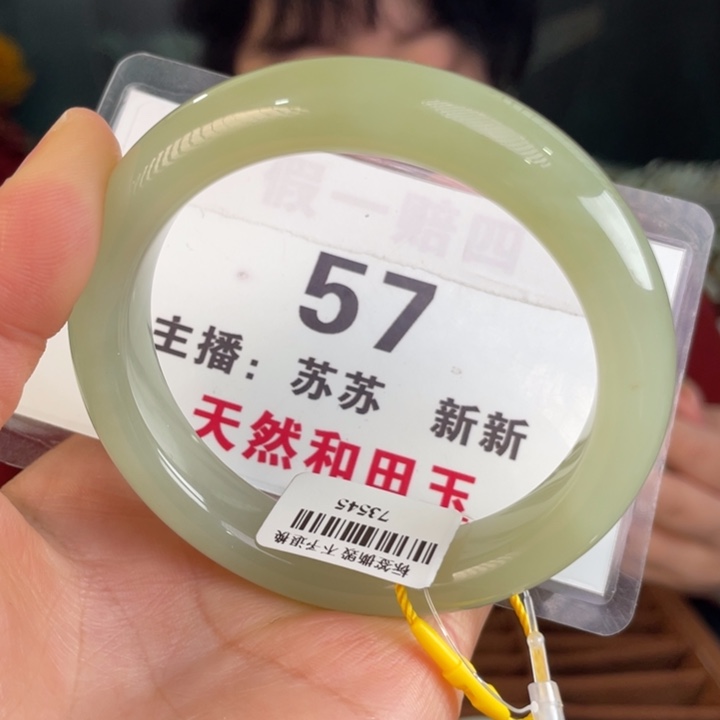 假一赔四
57
主播：苏苏 新新
天然和田玉
73545
标签撕毁 不予退换